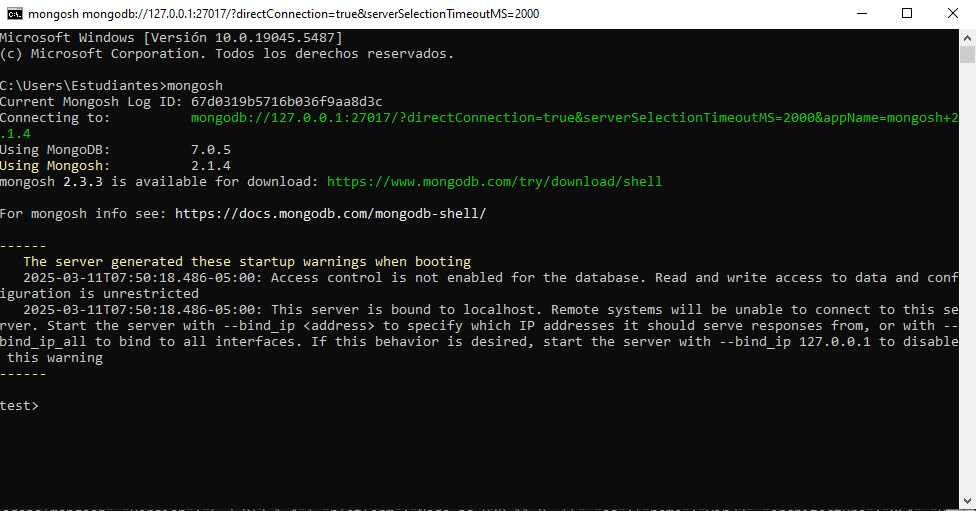 mongosh mongodb://127.0.0.1:27017/?directConnection=true&serverSelectionTimeoutMS=2000
Microsoft Windows [Versión 10.0.19045.5487]
(c) Microsoft Corporation. Todos los derechos reservados.
C:\Users\Estudiantes>mongosh
Current Mongosh Log ID: 67d0319b5716b036f9aa8d3c
Connecting to:          mongodb://127.0.0.1:27017/?directConnection=true&serverSelectionTimeoutMS=2000&appName=mongosh+2
.1.4
Using MongoDB:          7.0.5
Using Mongosh:          2.1.4
mongosh 2.3.3 is available for download: https://www.mongodb.com/try/download/shell
For mongosh info see: https://docs.mongodb.com/mongodb-shell/
------
   The server generated these startup warnings when booting
   2025-03-11T07:50:18.486-05:00: Access control is not enabled for the database. Read and write access to data and conf
iguration is unrestricted
   2025-03-11T07:50:18.486-05:00: This server is bound to localhost. Remote systems will be unable to connect to this se
rver. Start the server with --bind_ip <address> to specify which IP addresses it should serve responses from, or with --
bind_ip_all to bind to all interfaces. If this behavior is desired, start the server with --bind_ip 127.0.0.1 to disable
 this warning
------
test>